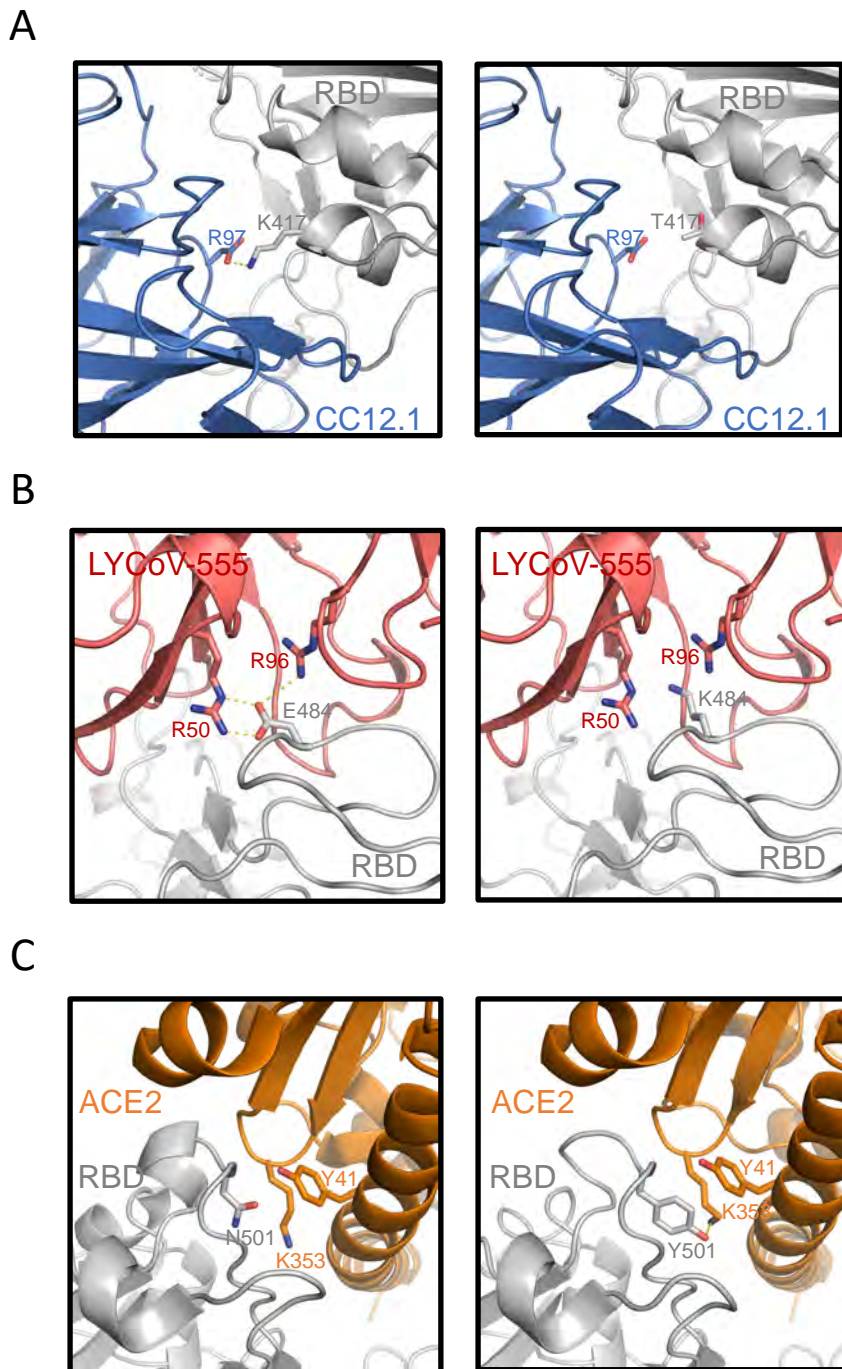 A
RBD
K417
R97
CC12.1
RBD
T417
R97
CC12.1
B
LYCoV-555
R96
E484
R50
RBD
LYCoV-555
R96
K484
R50
RBD
C
ACE2
RBD
Y41
N501
K353
ACE2
RBD
Y41
K353
Y501